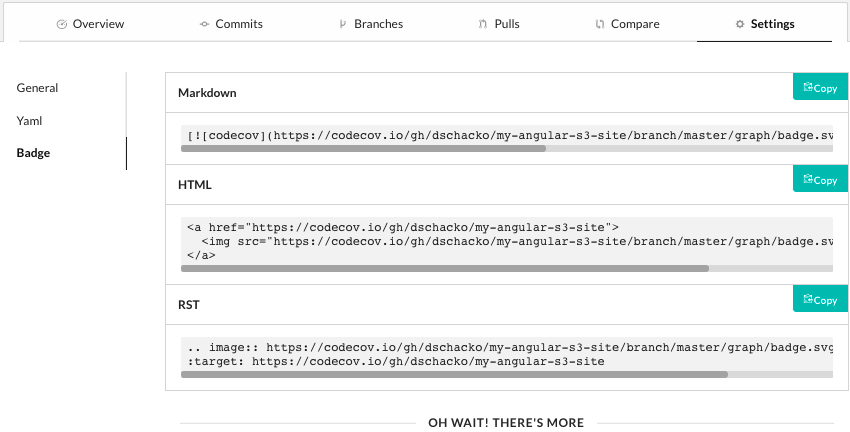 Overview Commits Branches Pulls Compare Settings
General
Yaml
Badge
Markdown
Copy
[![codecov](https://codecov.io/gh/dschacko/my-angular-s3-site/branch/master/graph/badge.sv
HTML
Copy
<a href="https://codecov.io/gh/dschacko/my-angular-s3-site">
<img src="https://codecov.io/gh/dschacko/my-angular-s3-site/branch/master/graph/badge.sv
</a>
RST
Copy
.. image:: https://codecov.io/gh/dschacko/my-angular-s3-site/branch/master/graph/badge.svg
:target: https://codecov.io/gh/dschacko/my-angular-s3-site
OH WAIT! THERE'S MORE